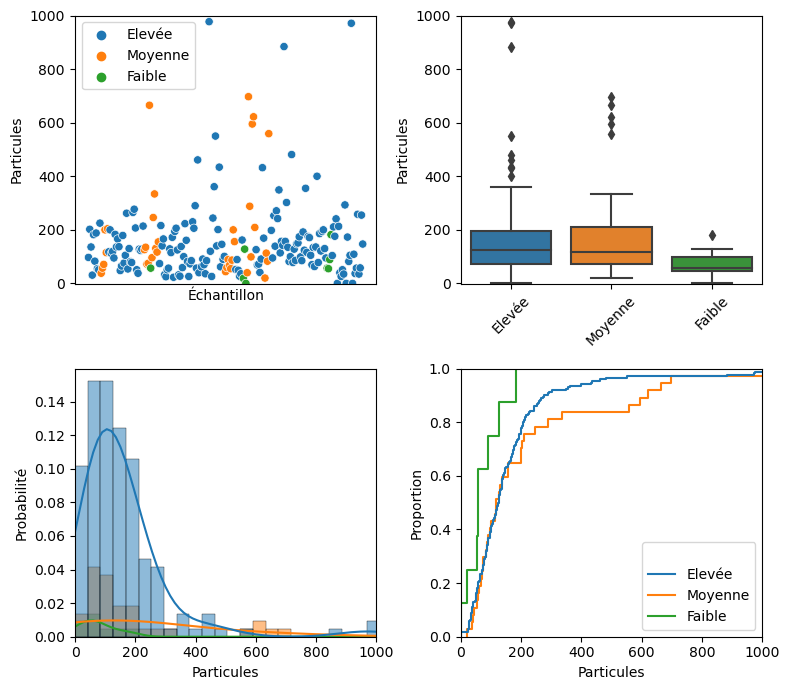 1000
800
600
400
200
0
Particules
Échantillon
Elevée
Moyenne
Faible
1000
800
600
400
200
0
Particules
Elevée
Moyenne
Faible
0.14
0.12
0.10
0.08
0.06
0.04
0.02
0.00
Probabilité
0 200 400 600 800 1000
Particules
1.0
0.8
0.6
0.4
0.2
0.0
Proportion
Elevée
Moyenne
Faible
0 200 400 600 800 1000
Particules